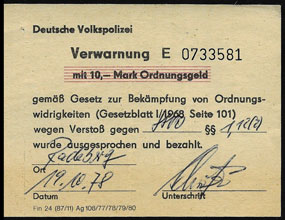 Deutsche Volkspolizei
Verwarnung E 0733581
mit 10,— Mark Ordnungsgeld
gemäß Gesetz zur Bekämpfung von Ordnungs-
widrigkeiten (Gesetzblatt I/1968 Seite 101)
wegen Verstoß gegen §§
wurde ausgesprochen und bezahlt.
Radeburg
Ort
19.10.78
Datum Unterschrift
Fin 24 (87/11) Ag 106/77/78/79/80